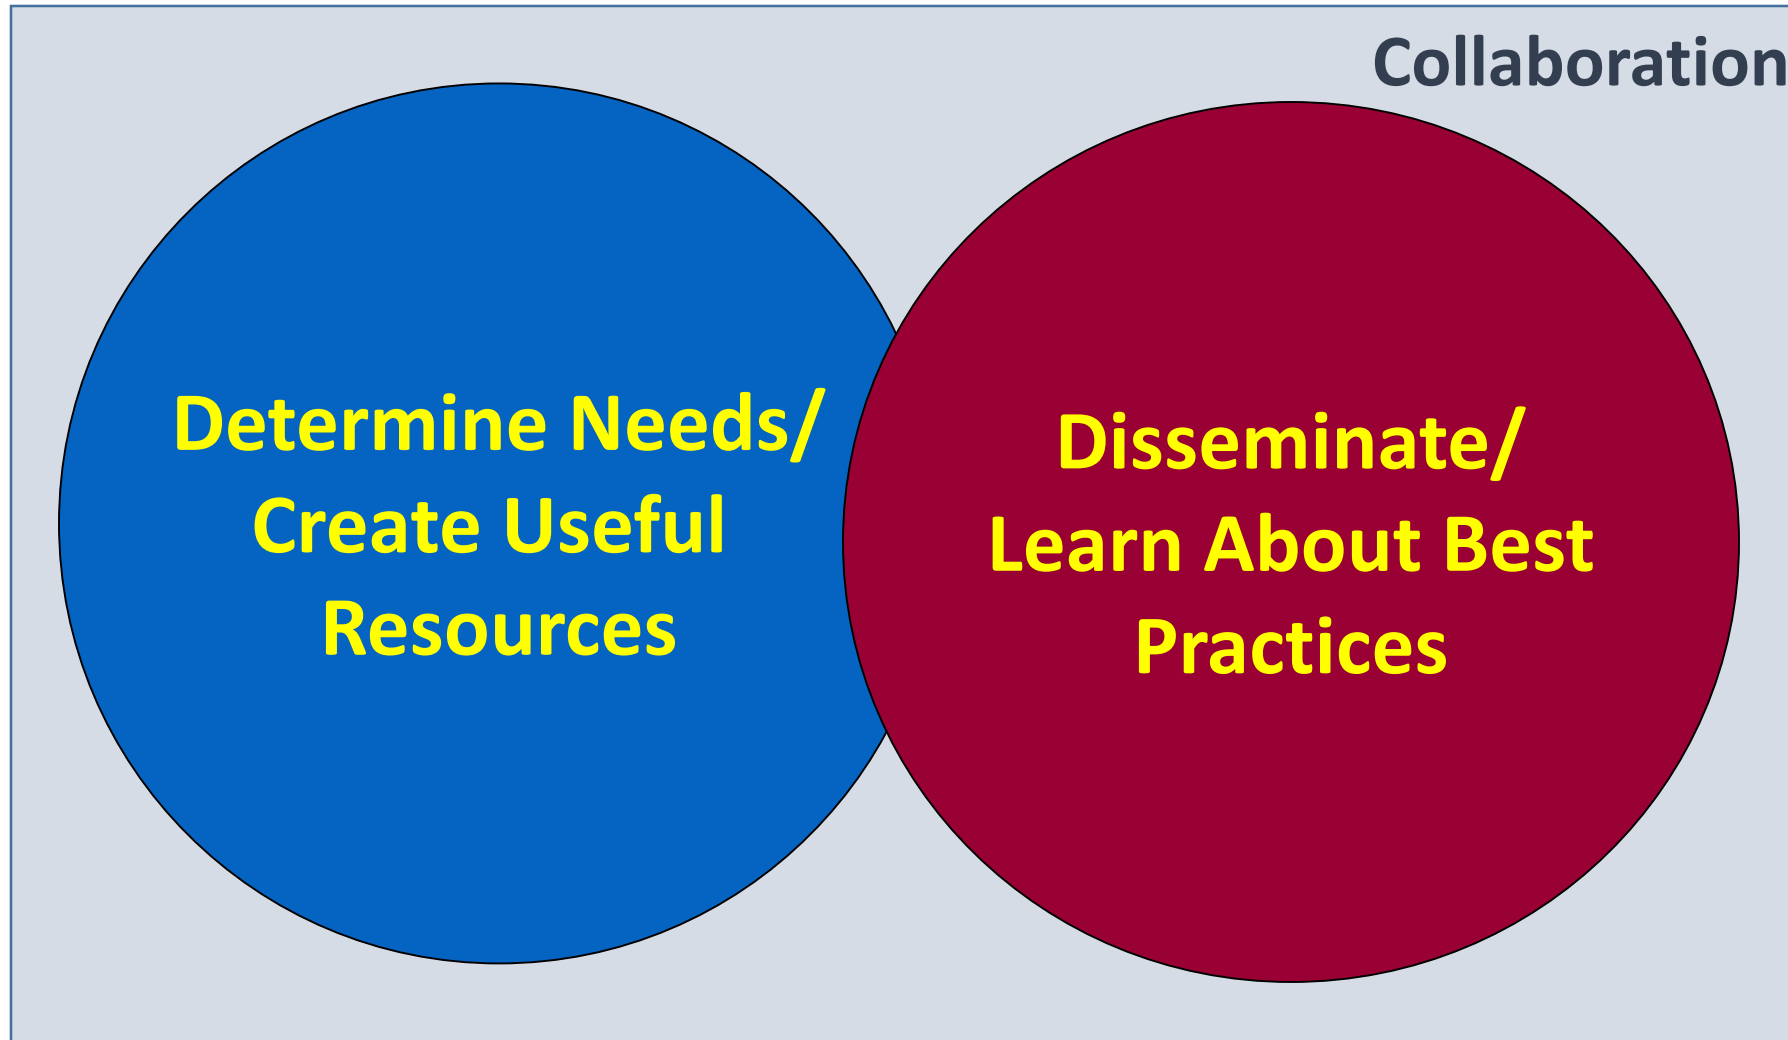 Collaboration
Determine Needs/
Create Useful
Resources
Disseminate/
Learn About Best
Practices